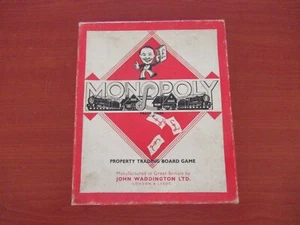 MONOPOLY
PROPERTY TRADING BOARD GAME
Manufactured in Great Britain by
JOHN WADDINGTON LTD.
LONDON & LEEDS